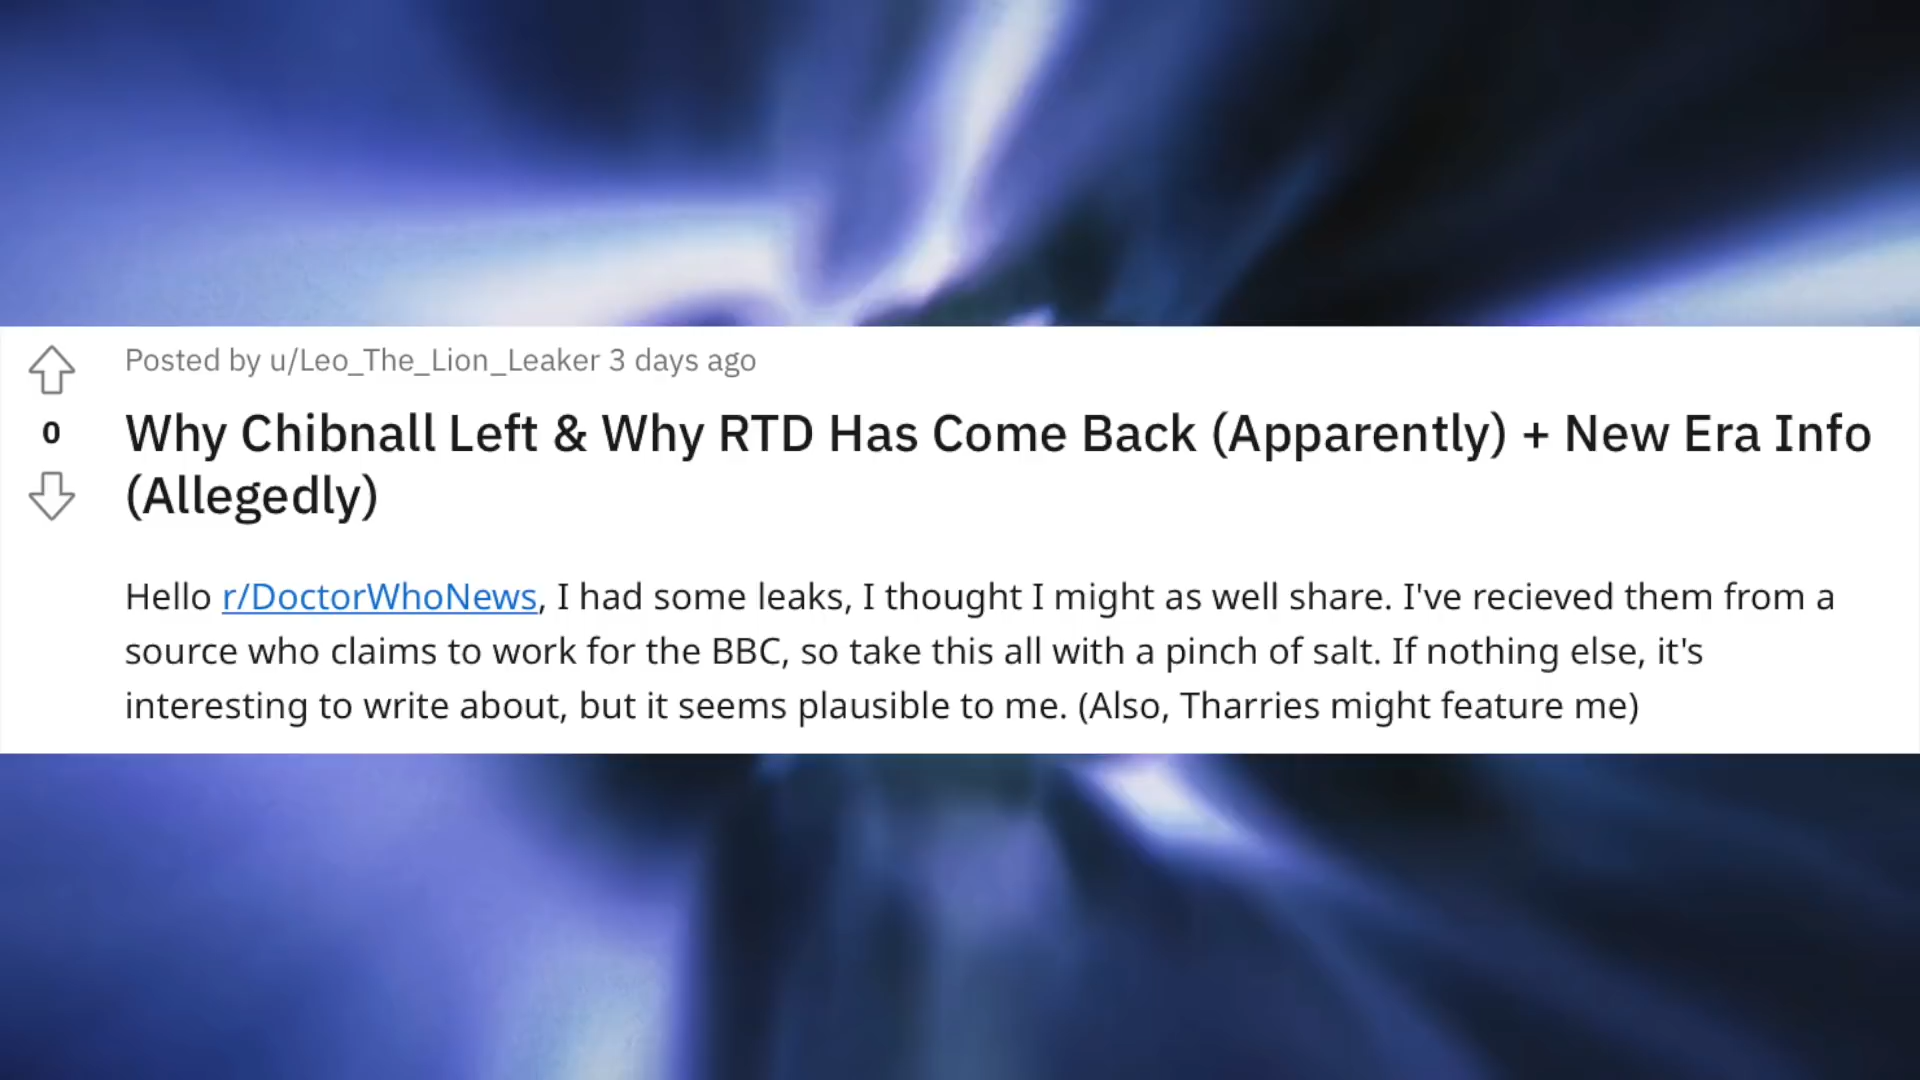 Posted by u/Leo_The_Lion_Leaker 3 days ago
0
Why Chibnall Left & Why RTD Has Come Back (Apparently) + New Era Info
(Allegedly)
Hello r/DoctorWhoNews, I had some leaks, I thought I might as well share. I've recieved them from a
source who claims to work for the BBC, so take this all with a pinch of salt. If nothing else, it's
interesting to write about, but it seems plausible to me. (Also, Tharries might feature me)